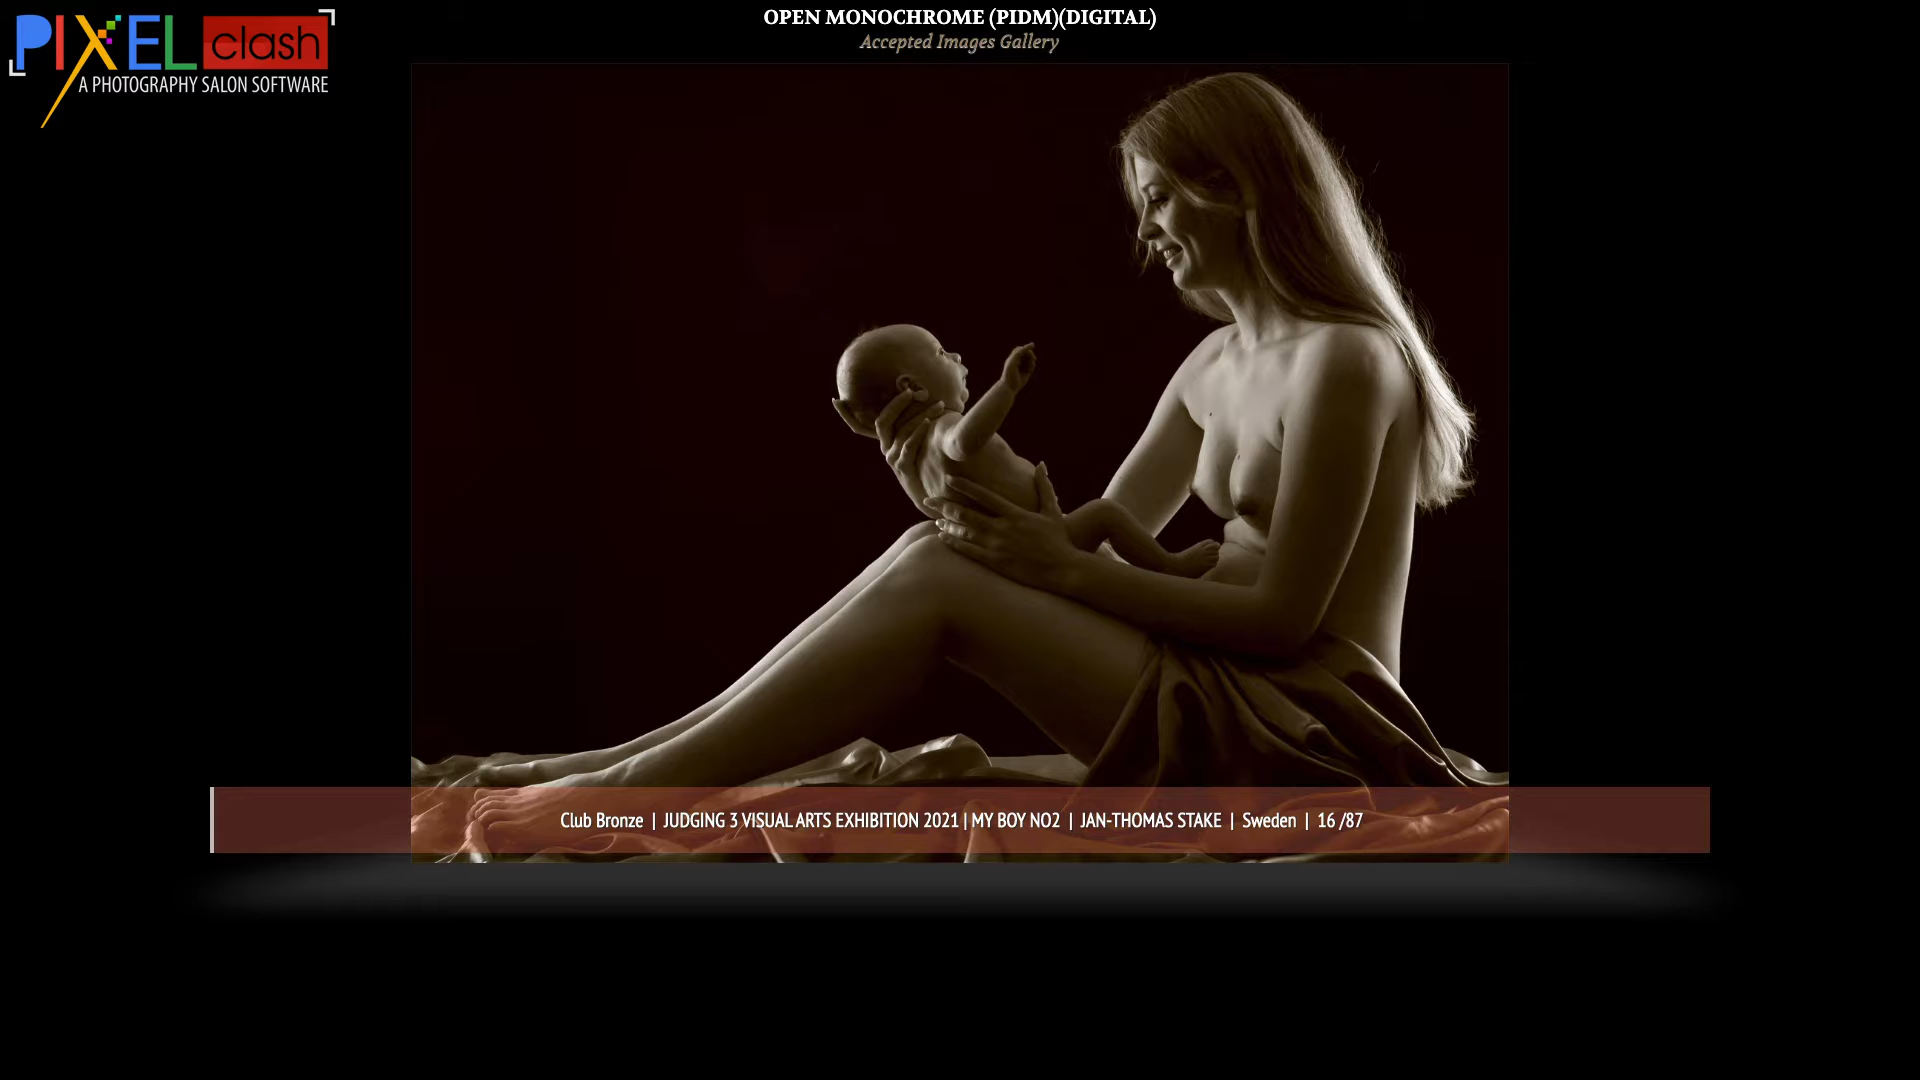 PIXEL clash
A PHOTOGRAPHY SALON SOFTWARE
OPEN MONOCHROME (PIDM)(DIGITAL)
Accepted Images Gallery
Club Bronze | JUDGING 3 VISUAL ARTS EXHIBITION 2021 | MY BOY NO2 | JAN-THOMAS STAKE | Sweden | 16 /87